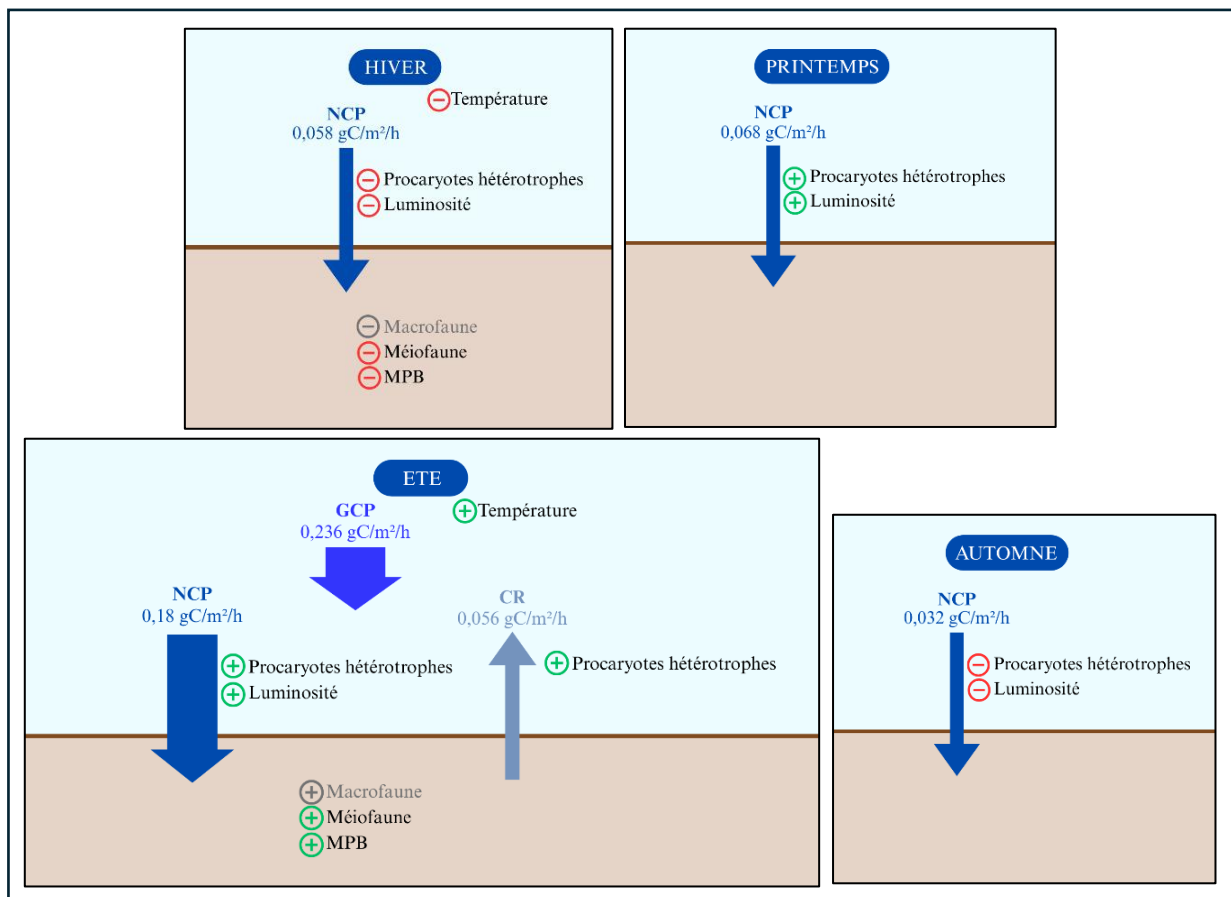 HIVER
Température
NCP
0,058 gC/m²/h
Procaryotes hétérotrophes
Luminosité
Macrofaune
Méiofaune
MPB
PRINTEMPS
NCP
0,068 gC/m²/h
Procaryotes hétérotrophes
Luminosité
ETE
Température
GCP
0,236 gC/m²/h
NCP
0,18 gC/m²/h
Procaryotes hétérotrophes
Luminosité
CR
0,056 gC/m²/h
Procaryotes hétérotrophes
Macrofaune
Méiofaune
MPB
AUTOMNE
NCP
0,032 gC/m²/h
Procaryotes hétérotrophes
Luminosité